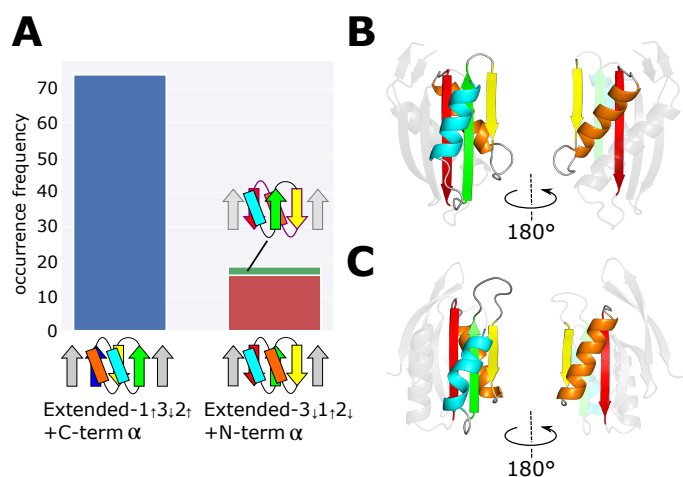 A
occurrence frequency
70
60
50
40
30
20
10
0
Extended-1↑3↓2↑
+C-term α
Extended-3↓1↑2↓
+N-term α
B
180°
C
180°